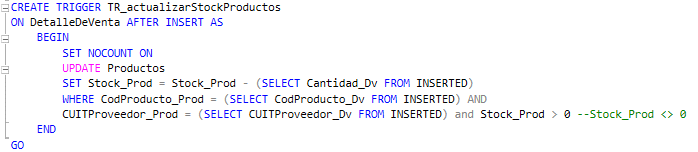 CREATE TRIGGER TR_actualizarStockProductos
ON DetalleDeVenta AFTER INSERT AS
BEGIN
SET NOCOUNT ON
UPDATE Productos
SET Stock_Prod = Stock_Prod - (SELECT Cantidad_Dv FROM INSERTED)
WHERE CodProducto_Prod = (SELECT CodProducto_Dv FROM INSERTED) AND
CUITProveedor_Prod = (SELECT CUITProveedor_Dv FROM INSERTED) and Stock_Prod > 0 --Stock_Prod <> 0
END
GO